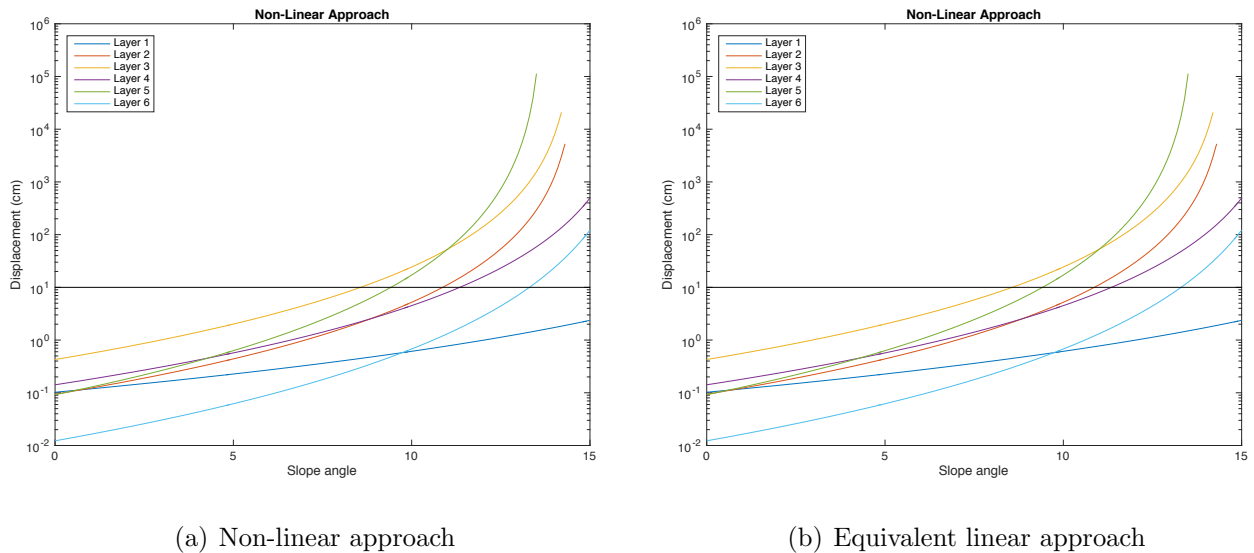 Non-Linear Approach
10^6
10^5
10^4
10^3
10^2
10^1
10^0
10^-1
10^-2
Displacement (cm)
Layer 1
Layer 2
Layer 3
Layer 4
Layer 5
Layer 6
0 5 10 15
Slope angle
(a) Non-linear approach
Non-Linear Approach
10^6
10^5
10^4
10^3
10^2
10^1
10^0
10^-1
10^-2
Displacement (cm)
Layer 1
Layer 2
Layer 3
Layer 4
Layer 5
Layer 6
0 5 10 15
Slope angle
(b) Equivalent linear approach